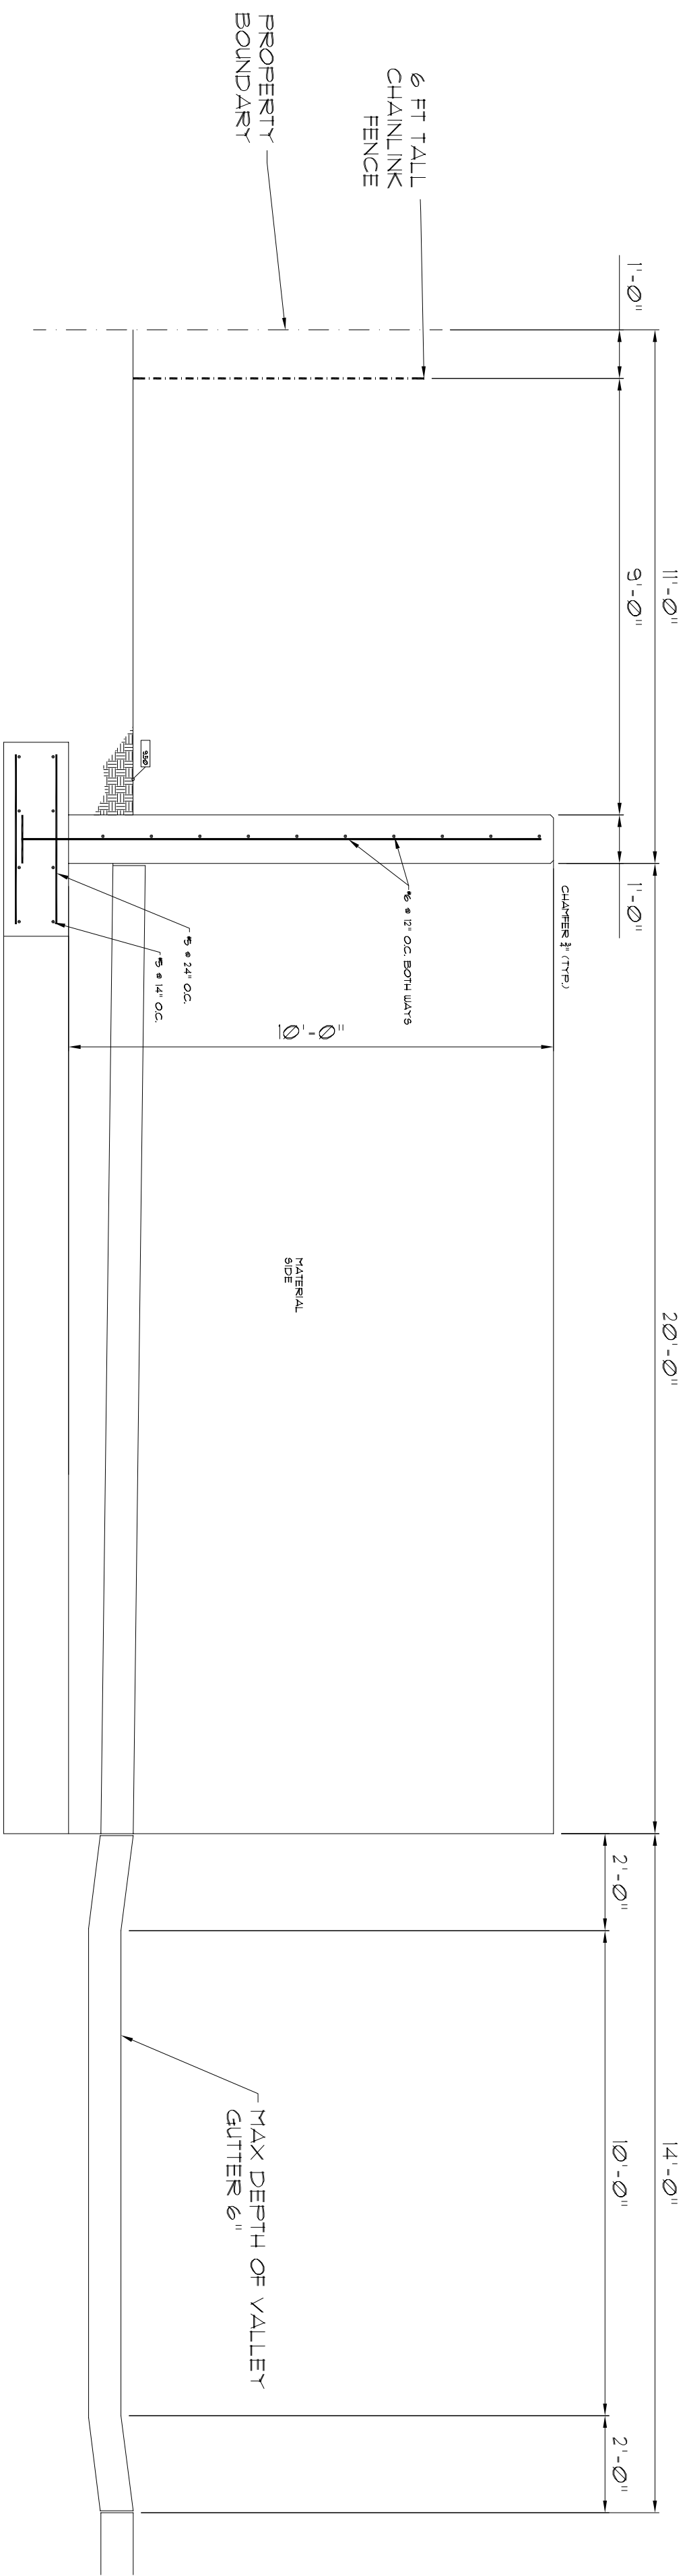 PROPERTY
BOUNDARY
6 FT TALL
CHAINLINK
FENCE
1'-0"
11'-0"
9'-0"
1'-0"
20'-0"
14'-0"
2'-0"
10'-0"
2'-0"
CHAMFER 3/4" (TYP.)
#6 @ 12" O.C. BOTH WAYS
10'-0"
#5 @ 24" O.C.
#5 @ 14" O.C.
MATERIAL
SIDE
MAX DEPTH OF VALLEY
GUTTER 6"